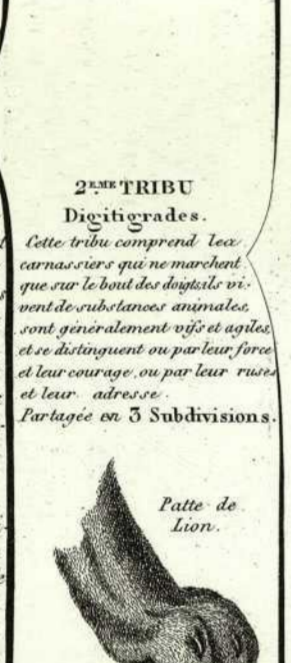 2EME TRIBU
Digitigrades.
Cette tribu comprend les
carnassiers qui ne marchent
que sur le bout des doigts,ils vi-
vent de substances animales,
sont généralement vifs et agiles,
et se distinguent ou par leur force
et leur courage, ou par leur ruses
et leur adresse.
Partagée en 3 Subdivisions.
Patte de
Lion.